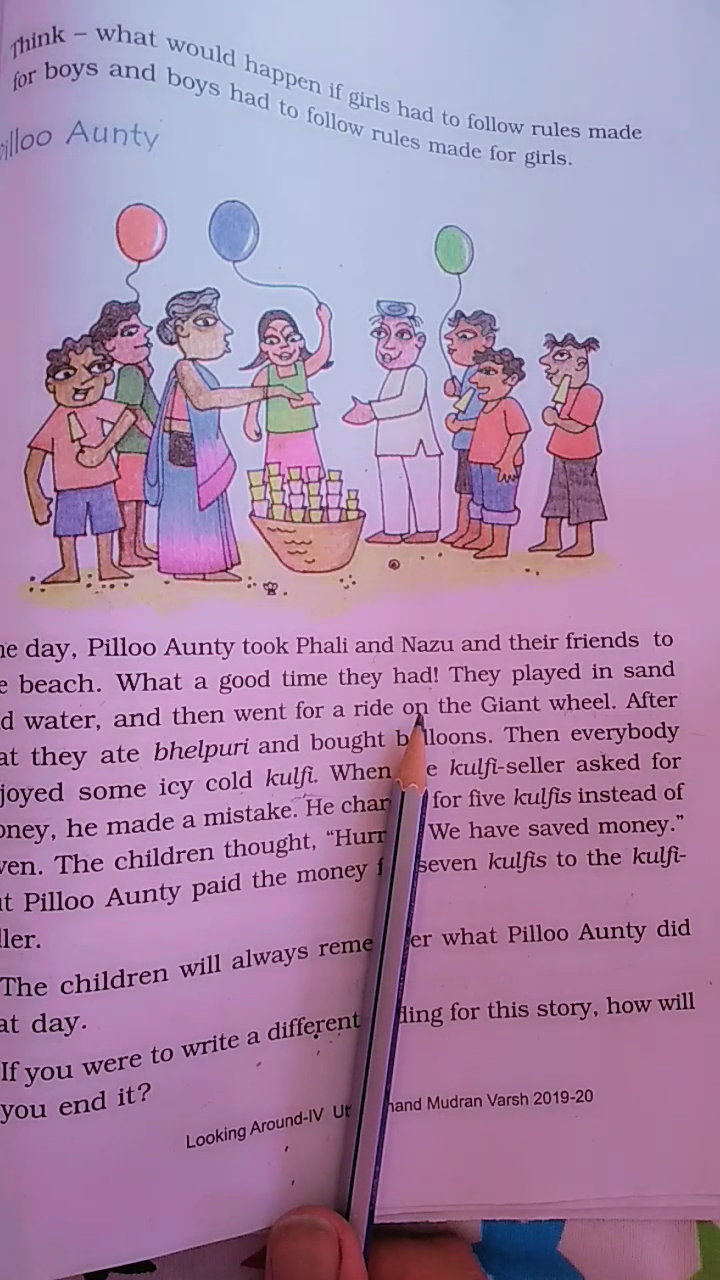 Think – what would happen if girls had to follow rules made
for boys and boys had to follow rules made for girls.
illoo Aunty
ne day, Pilloo Aunty took Phali and Nazu and their friends to
e beach. What a good time they had! They played in sand
d water, and then went for a ride on the Giant wheel. After
at they ate bhelpuri and bought b lloons. Then everybody
joyed some icy cold kulfi. When e kulfi-seller asked for
oney, he made a mistake. He char for five kulfis instead of
ven. The children thought, “Hurr We have saved money.”
t Pilloo Aunty paid the money f seven kulfis to the kulfi-
ller.
The children will always reme er what Pilloo Aunty did
at day.
If you were to write a different ding for this story, how will
you end it?
Looking Around-IV Ut hand Mudran Varsh 2019-20